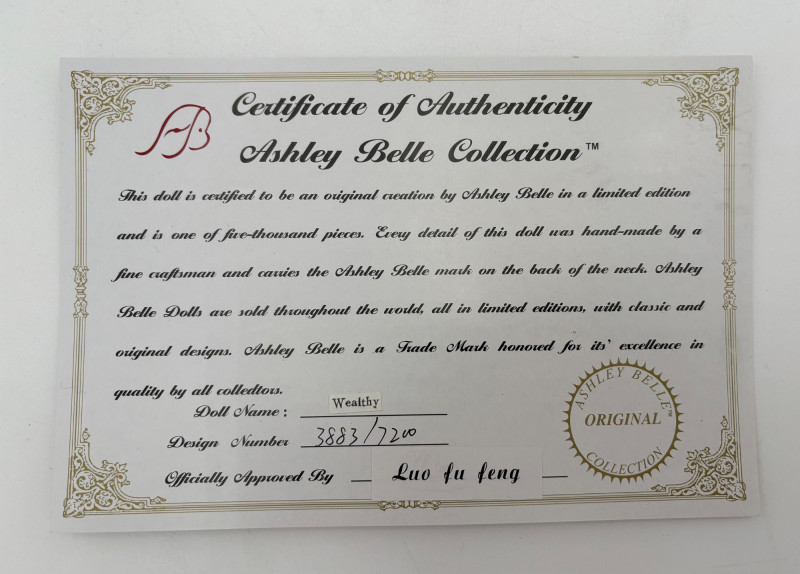 AB
Certificate of Authenticity
Ashley Belle Collection™
This doll is certified to be an original creation by Ashley Belle in a limited edition
and is one of five-thousand pieces. Every detail of this doll was hand-made by a
fine craftsman and carries the Ashley Belle mark on the back of the neck. Ashley
Belle Dolls are sold throughout the world, all in limited editions, with classic and
original designs. Ashley Belle is a Trade Mark honored for its' excellence in
quality by all colledtors.
Doll Name: Wealthy
Design Number 3883/7200
Officially Approved By Luo fu feng
ASHLEY BELLE™
ORIGINAL
COLLECTION